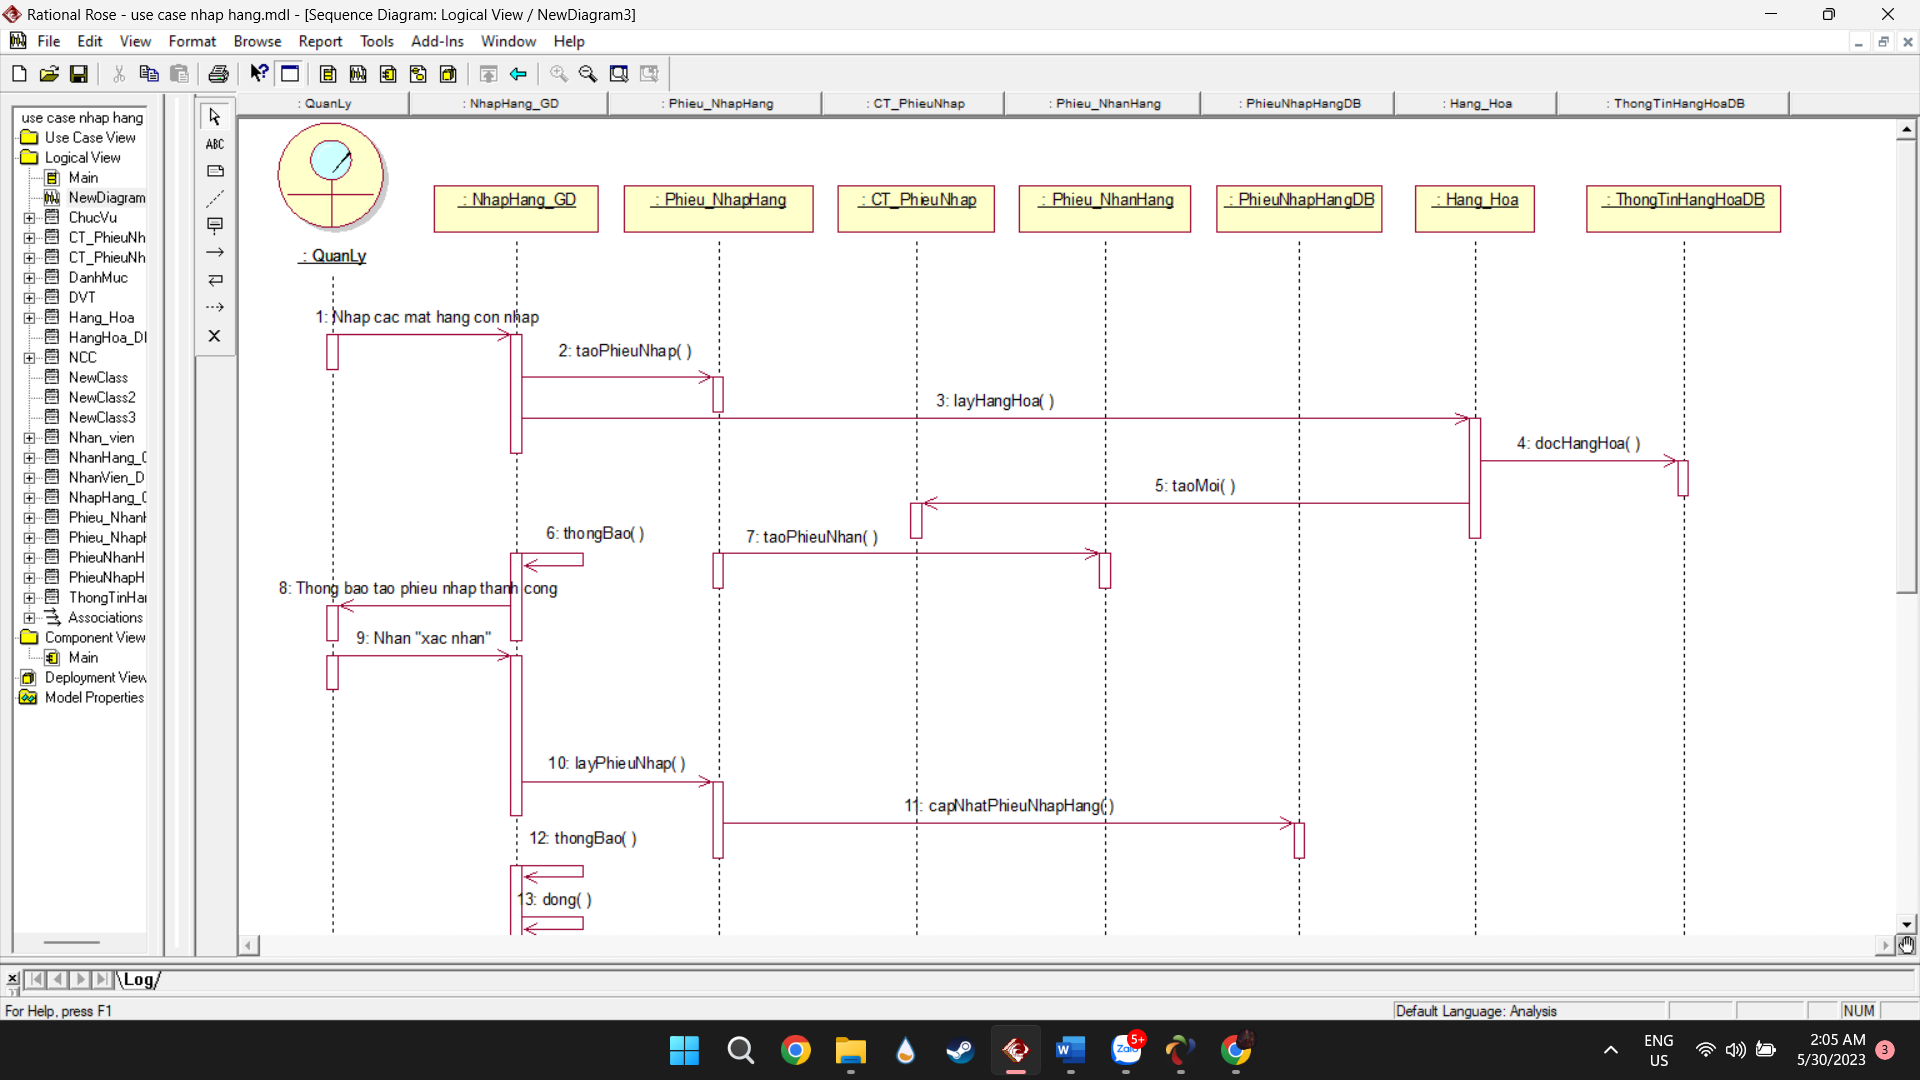 Rational Rose - use case nhap hang.mdl - [Sequence Diagram: Logical View / NewDiagram3]
File Edit View Format Browse Report Tools Add-Ins Window Help
: QuanLy : NhapHang_GD : Phieu_NhapHang : CT_PhieuNhap : Phieu_NhanHang : PhieuNhapHangDB : Hang_Hoa : ThongTinHangHoaDB
use case nhap hang
Use Case View
Logical View
Main
NewDiagram
ChucVu
CT_PhieuNh
CT_PhieuNh
DanhMuc
DVT
Hang_Hoa
HangHoa_D
NCC
NewClass
NewClass2
NewClass3
Nhan_vien
NhanHang_
NhanVien_D
NhapHang_
Phieu_Nhanh
Phieu_Nhap
PhieuNhanH
PhieuNhapH
ThongTinHa
Associations
Component View
Main
Deployment View
Model Properties
ABC
: NhapHang_GD : Phieu_NhapHang : CT_PhieuNhap : Phieu_NhanHang : PhieuNhapHangDB : Hang_Hoa : ThongTinHangHoaDB
: QuanLy
1: Nhap cac mat hang con nhap
2: taoPhieuNhap( )
3: layHangHoa( )
4: docHangHoa( )
5: taoMoi( )
6: thongBao( )
7: taoPhieuNhan( )
8: Thong bao tao phieu nhap thanh cong
9: Nhan "xac nhan"
10: layPhieuNhap( )
11: capNhatPhieuNhapHang( )
12: thongBao( )
13: dong( )
Log
For Help, press F1
Default Language: Analysis
NUM
5+
Zalo
ENG
US
2:05 AM
5/30/2023
3